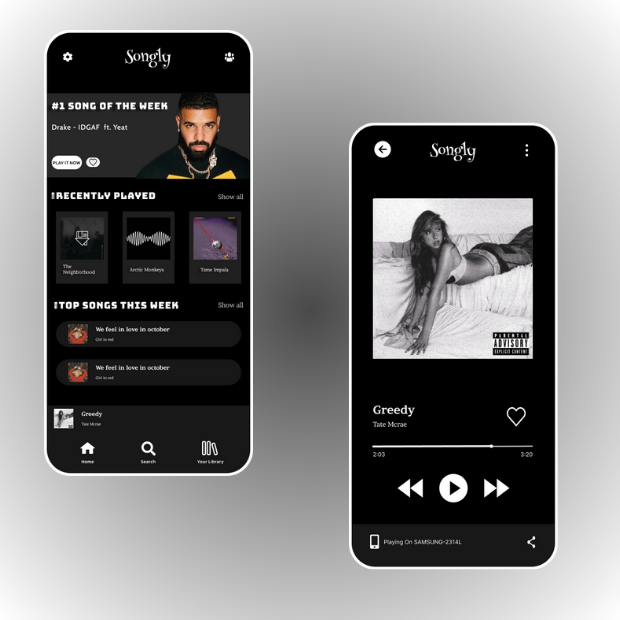 Songly
#1 SONG OF THE WEEK
Drake - IDGAF ft. Yeat
PLAY IT NOW
RECENTLY PLAYED
Show all
The
Neighborhood
Arctic Monkeys
Tame Impala
TOP SONGS THIS WEEK
Show all
We feel in love in october
Girl in red
We feel in love in october
Girl in red
Greedy
Tate Mcrae
Home
Search
Your Library
Songly
PARENTAL
ADVISORY
EXPLICIT CONTENT
Greedy
Tate Mcrae
2:03
3:20
Playing On SAMSUNG-2314L